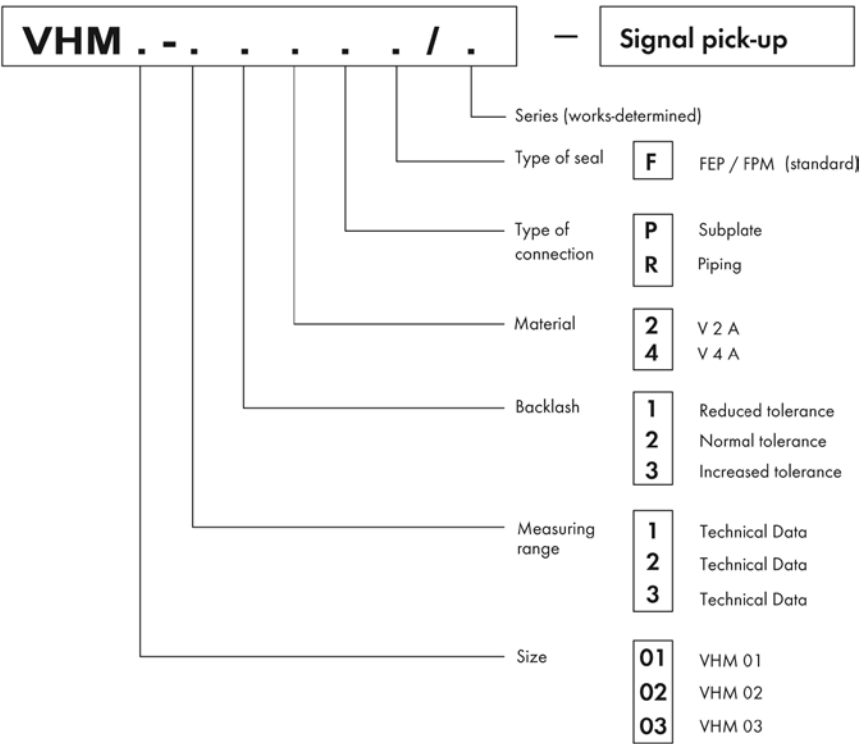 VHM . - . . . . . / . — Signal pick-up
Series (works-determined)
Type of seal F FEP / FPM (standard)
Type of P Subplate
connection
R Piping
Material 2 V 2 A
4 V 4 A
Backlash 1 Reduced tolerance
2 Normal tolerance
3 Increased tolerance
Measuring 1 Technical Data
range
2 Technical Data
3 Technical Data
Size 01 VHM 01
02 VHM 02
03 VHM 03